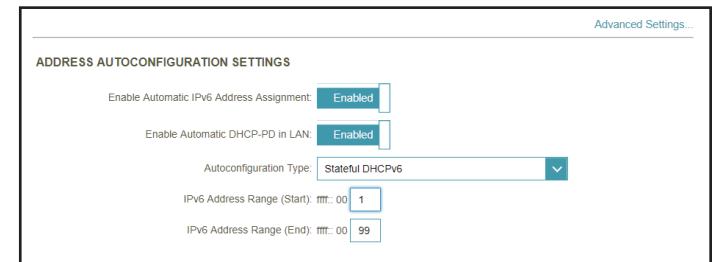 Advanced Settings...
ADDRESS AUTOCONFIGURATION SETTINGS
Enable Automatic IPv6 Address Assignment: Enabled
Enable Automatic DHCP-PD in LAN: Enabled
Autoconfiguration Type: Stateful DHCPv6
IPv6 Address Range (Start): ffff:: 00 1
IPv6 Address Range (End): ffff:: 00 99